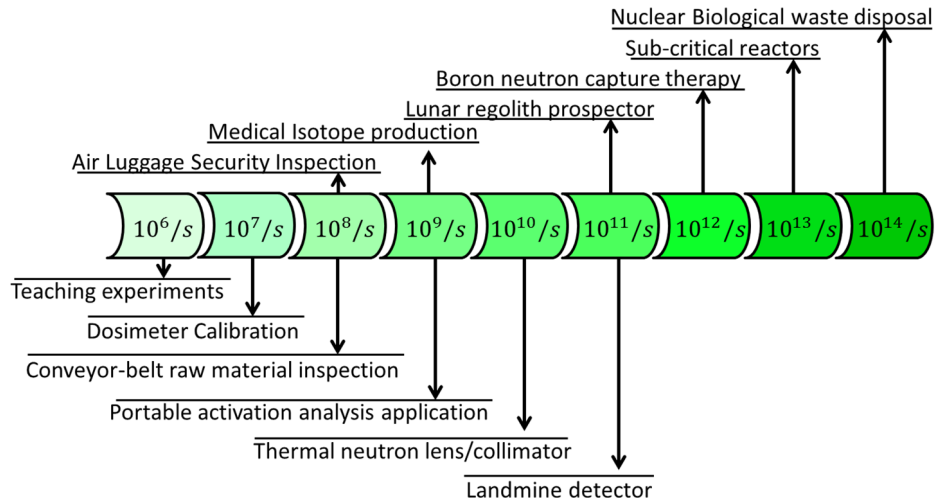 Nuclear Biological waste disposal
Sub-critical reactors
Boron neutron capture therapy
Lunar regolith prospector
Medical Isotope production
Air Luggage Security Inspection
10⁶/s 10⁷/s 10⁸/s 10⁹/s 10¹⁰/s 10¹¹/s 10¹²/s 10¹³/s 10¹⁴/s
Teaching experiments
Dosimeter Calibration
Conveyor-belt raw material inspection
Portable activation analysis application
Thermal neutron lens/collimator
Landmine detector